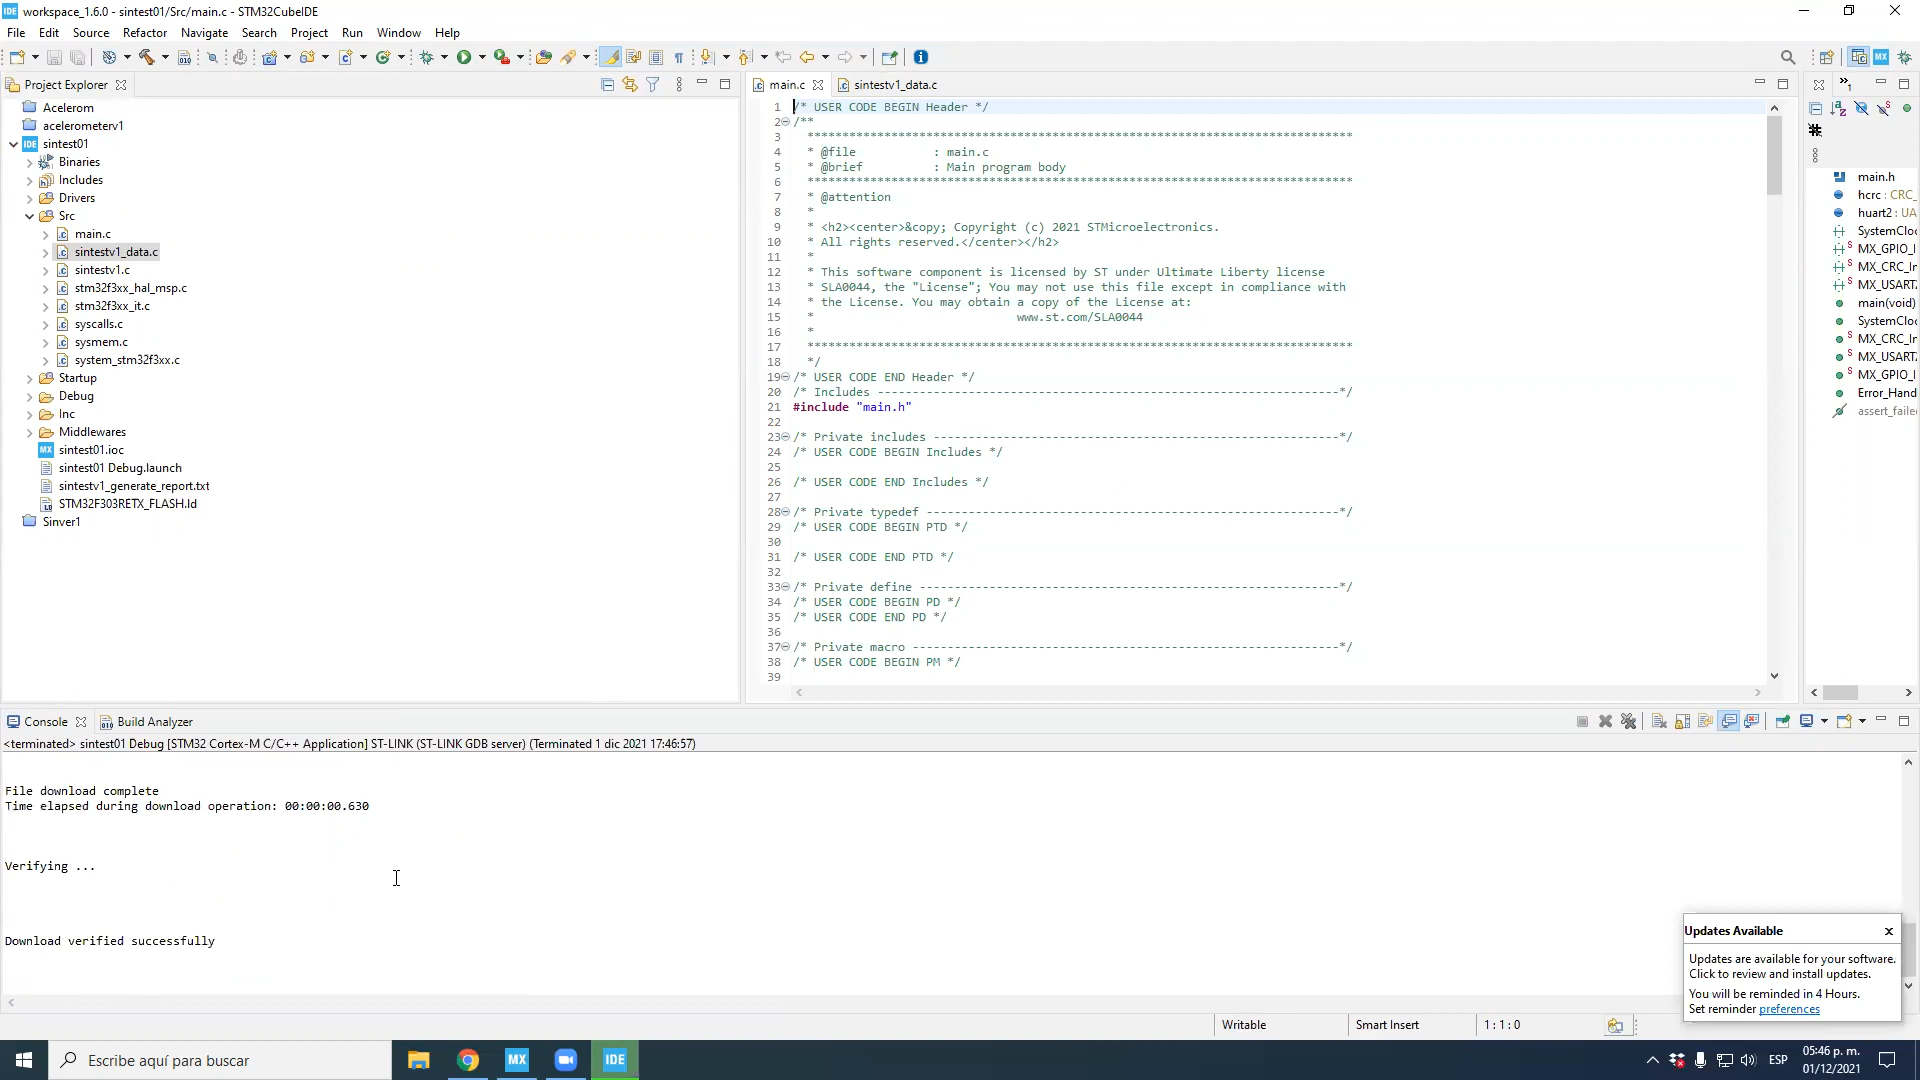 workspace_1.6.0 - sintest01/Src/main.c - STM32CubeIDE
File Edit Source Refactor Navigate Search Project Run Window Help
Project Explorer
Acelerom
acelerometerv1
sintest01
Binaries
Includes
Drivers
Src
main.c
sintestv1_data.c
sintestv1.c
stm32f3xx_hal_msp.c
stm32f3xx_it.c
syscalls.c
sysmem.c
system_stm32f3xx.c
Startup
Debug
Inc
Middlewares
sintest01.ioc
sintest01 Debug.launch
sintestv1_generate_report.txt
STM32F303RETX_FLASH.ld
Sinver1
main.c sintestv1_data.c
1 /* USER CODE BEGIN Header */
2 /**
3 ******************************************************************************
4 * @file : main.c
5 * @brief : Main program body
6 ******************************************************************************
7 * @attention
8 *
9 * <h2><center>&copy; Copyright (c) 2021 STMicroelectronics.
10 * All rights reserved.</center></h2>
11 *
12 * This software component is licensed by ST under Ultimate Liberty license
13 * SLA0044, the "License"; You may not use this file except in compliance with
14 * the License. You may obtain a copy of the License at:
15 * www.st.com/SLA0044
16 *
17 ******************************************************************************
18 */
19 /* USER CODE END Header */
20 /* Includes ------------------------------------------------------------------*/
21 #include "main.h"
22
23 /* Private includes ----------------------------------------------------------*/
24 /* USER CODE BEGIN Includes */
25
26 /* USER CODE END Includes */
27
28 /* Private typedef -----------------------------------------------------------*/
29 /* USER CODE BEGIN PTD */
30
31 /* USER CODE END PTD */
32
33 /* Private define ------------------------------------------------------------*/
34 /* USER CODE BEGIN PD */
35 /* USER CODE END PD */
36
37 /* Private macro -------------------------------------------------------------*/
38 /* USER CODE BEGIN PM */
39
main.h
hcrc : CRC_
huart2 : UA
SystemCloc
MX_GPIO_I
MX_CRC_In
MX_USART
main(void)
SystemCloc
MX_CRC_In
MX_USART
MX_GPIO_I
Error_Hand
assert_failed
Console Build Analyzer
<terminated> sintest01 Debug [STM32 Cortex-M C/C++ Application] ST-LINK (ST-LINK GDB server) (Terminated 1 dic 2021 17:46:57)
File download complete
Time elapsed during download operation: 00:00:00.630
Verifying ...
Download verified successfully
Updates Available
Updates are available for your software.
Click to review and install updates.
You will be reminded in 4 Hours.
Set reminder preferences
Writable Smart Insert 1 : 1 : 0
Escribe aquí para buscar
MX
IDE
ESP
05:46 p. m.
01/12/2021